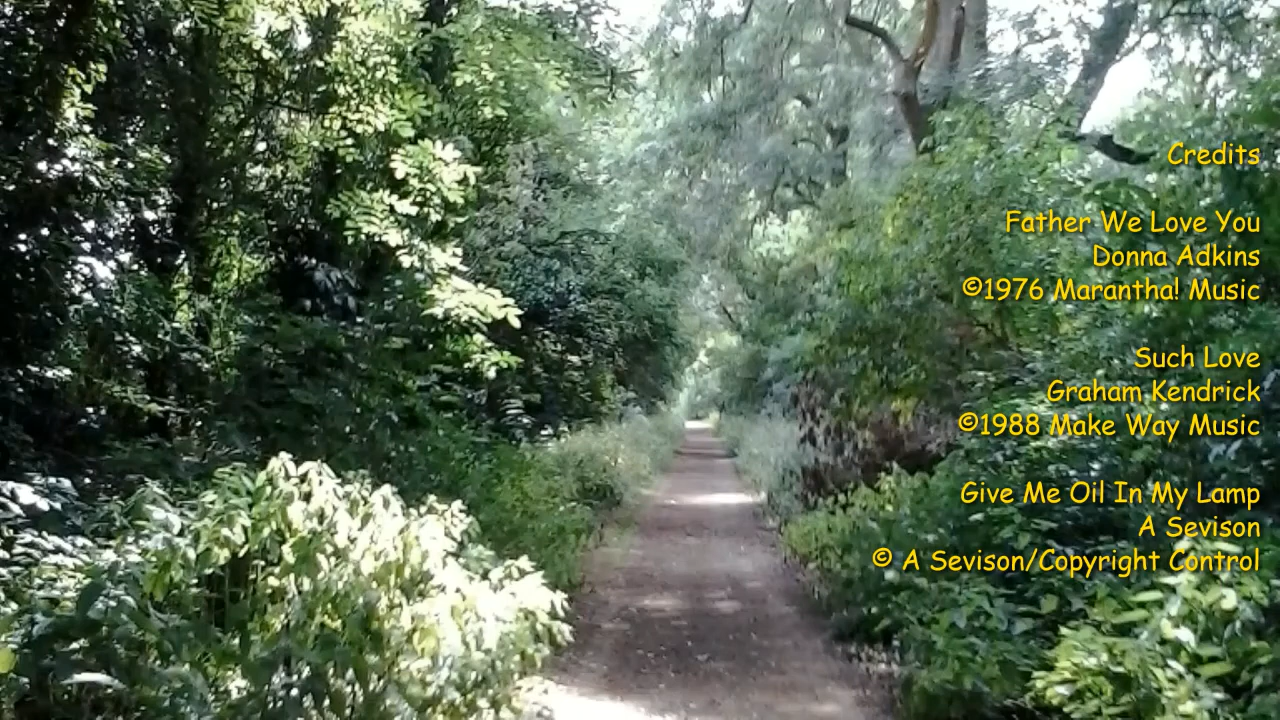 Credits
Father We Love You
Donna Adkins
©1976 Marantha! Music
Such Love
Graham Kendrick
©1988 Make Way Music
Give Me Oil In My Lamp
A Sevison
© A Sevison/Copyright Control